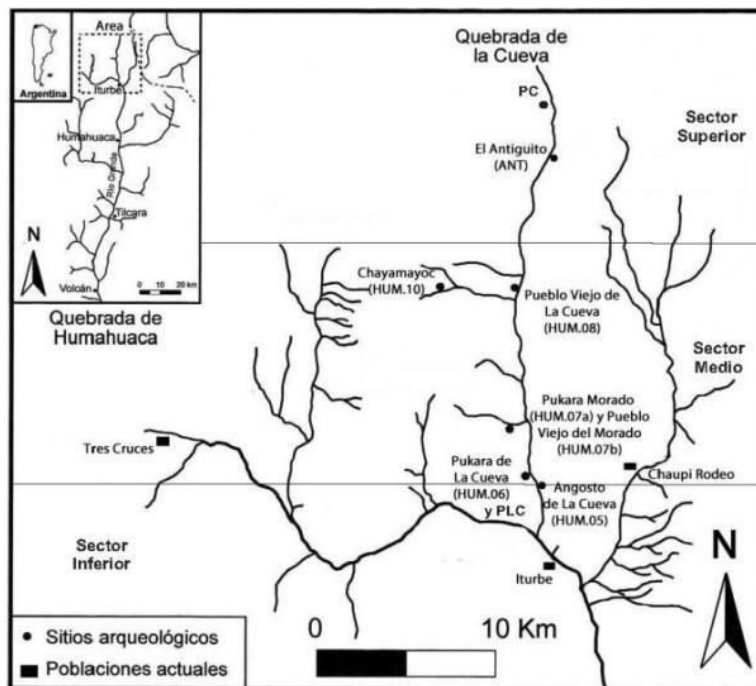 Area
Argentina
Iturbe
Humahuaca
Río Grande
Tilcara
N
Volcán
0 10 20 km
Quebrada de
Humahuaca
Quebrada de
la Cueva
PC
El Antiguito
(ANT)
Sector
Superior
Chayamayoc
(HUM.10)
Pueblo Viejo de
La Cueva
(HUM.08)
Sector
Medio
Pukara Morado
(HUM.07a) y Pueblo
Viejo del Morado
(HUM.07b)
Tres Cruces
Pukara de
La Cueva
(HUM.06)
y PLC
Chaupi Rodeo
Angosto
de La Cueva
(HUM.05)
Sector
Inferior
Iturbe
N
Sitios arqueológicos
Poblaciones actuales
0 10 Km